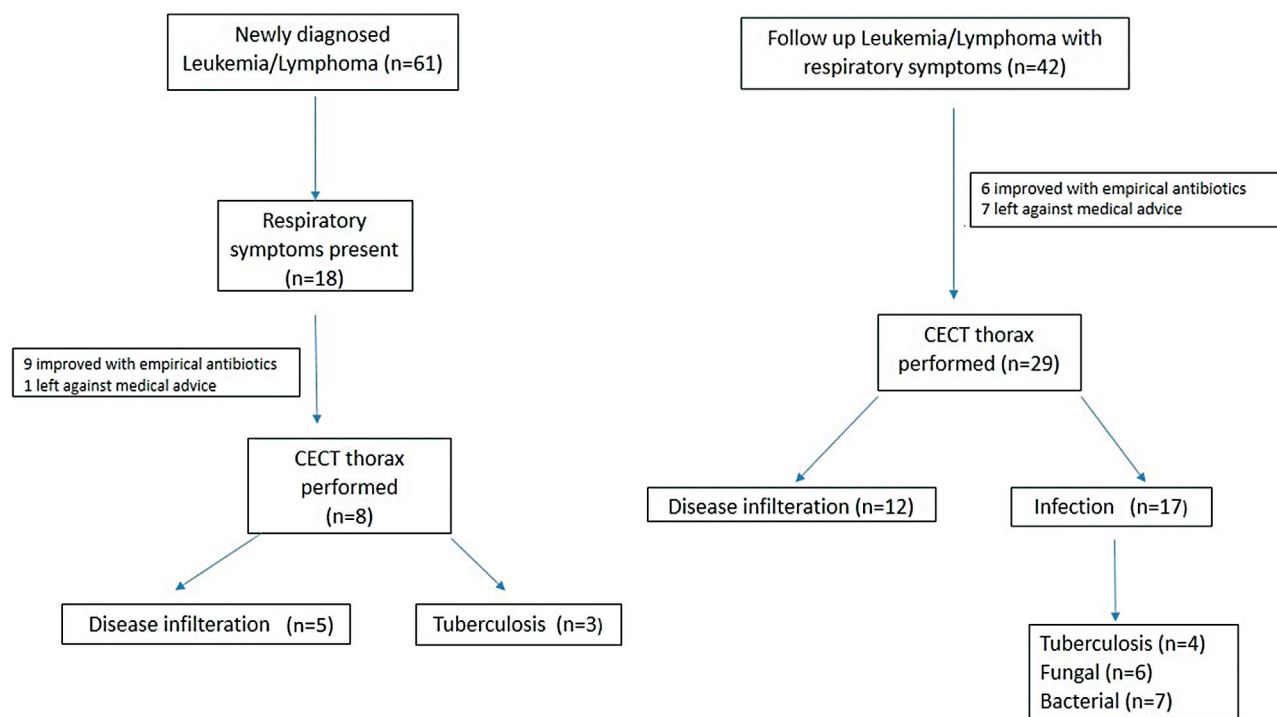 Newly diagnosed
Leukemia/Lymphoma (n=61)
Respiratory
symptoms present
(n=18)
9 improved with empirical antibiotics
1 left against medical advice
CECT thorax
performed
(n=8)
Disease infilteration (n=5)
Tuberculosis (n=3)
Follow up Leukemia/Lymphoma with
respiratory symptoms (n=42)
6 improved with empirical antibiotics
7 left against medical advice
CECT thorax
performed (n=29)
Disease infilteration (n=12)
Infection (n=17)
Tuberculosis (n=4)
Fungal (n=6)
Bacterial (n=7)